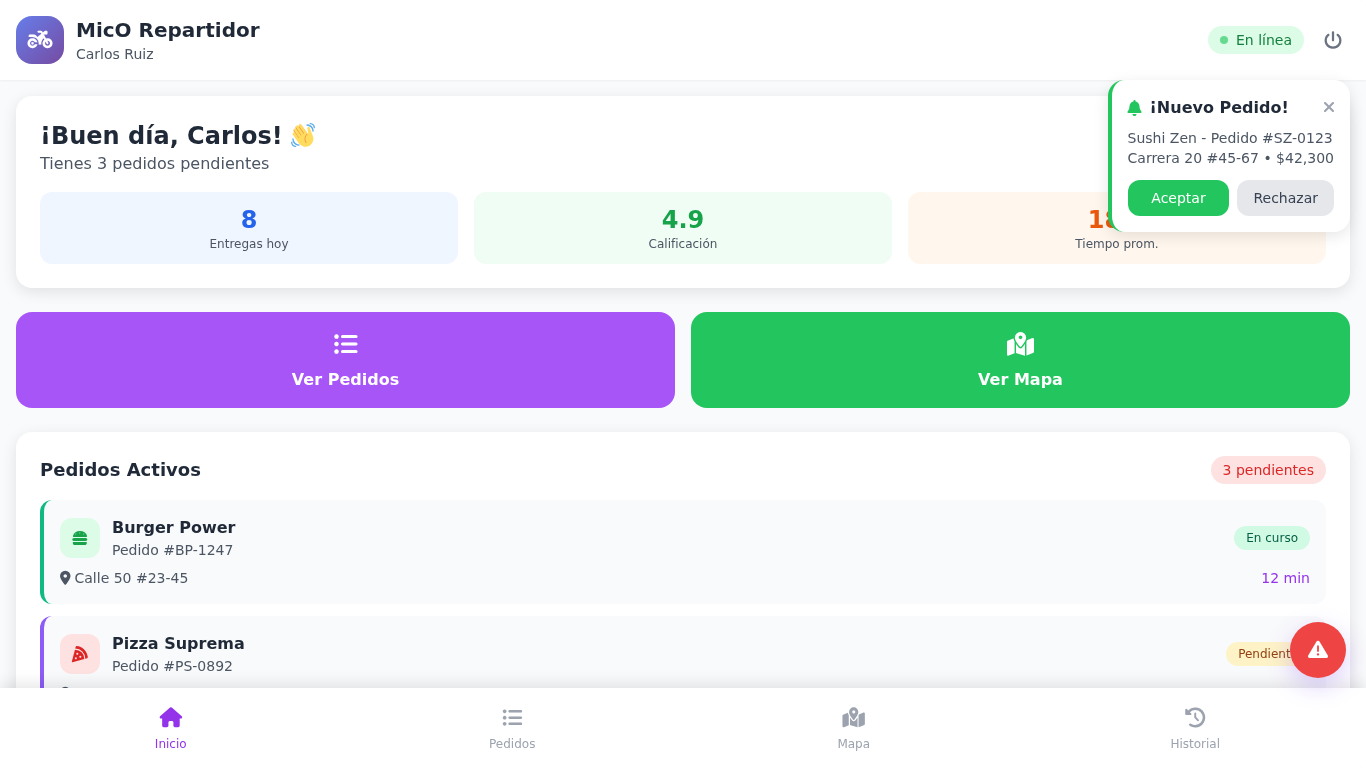 MicO Repartidor
Carlos Ruiz
En línea
¡Nuevo Pedido!
Sushi Zen - Pedido #SZ-0123
Carrera 20 #45-67 • $42,300
Aceptar
Rechazar
¡Buen día, Carlos! 👋
Tienes 3 pedidos pendientes
8
Entregas hoy
4.9
Calificación
Tiempo prom.
Ver Pedidos
Ver Mapa
Pedidos Activos
3 pendientes
Burger Power
Pedido #BP-1247
En curso
Calle 50 #23-45
12 min
Pizza Suprema
Pedido #PS-0892
Pendient
Inicio
Pedidos
Mapa
Historial